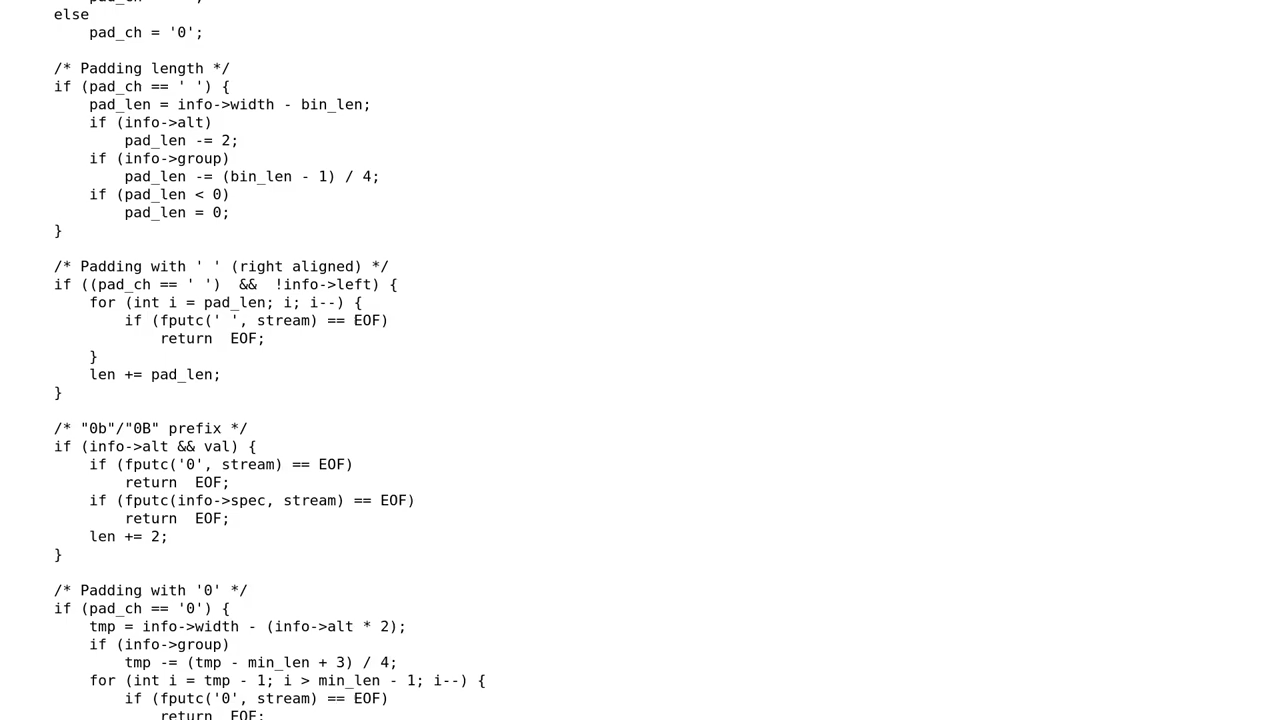 else
    pad_ch = '0';

/* Padding length */
if (pad_ch == ' ') {
    pad_len = info->width - bin_len;
    if (info->alt)
        pad_len -= 2;
    if (info->group)
        pad_len -= (bin_len - 1) / 4;
    if (pad_len < 0)
        pad_len = 0;
}

/* Padding with ' ' (right aligned) */
if ((pad_ch == ' ')  &&  !info->left) {
    for (int i = pad_len; i; i--) {
        if (fputc(' ', stream) == EOF)
            return  EOF;
    }
    len += pad_len;
}

/* "0b"/"0B" prefix */
if (info->alt && val) {
    if (fputc('0', stream) == EOF)
        return  EOF;
    if (fputc(info->spec, stream) == EOF)
        return  EOF;
    len += 2;
}

/* Padding with '0' */
if (pad_ch == '0') {
    tmp = info->width - (info->alt * 2);
    if (info->group)
        tmp -= (tmp - min_len + 3) / 4;
    for (int i = tmp - 1; i > min_len - 1; i--) {
        if (fputc('0', stream) == EOF)
            return  EOF;